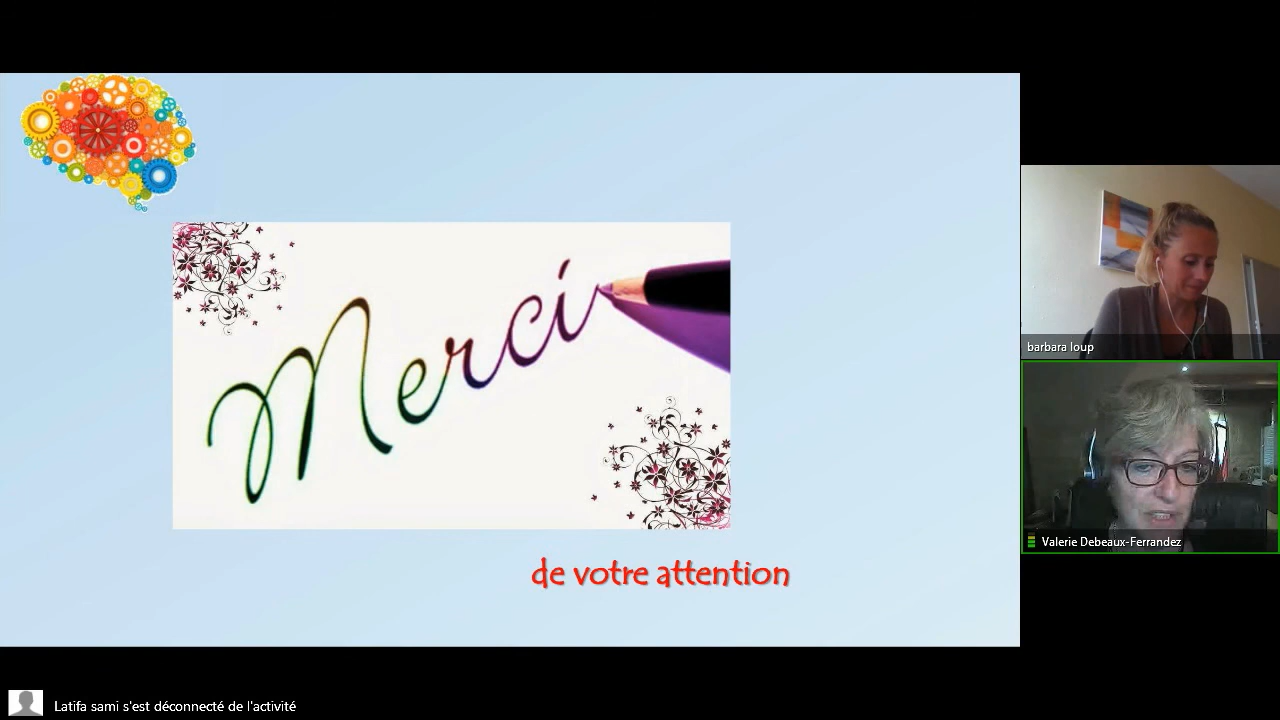 Merci
de votre attention
barbara loup
Valerie Debeaux-Ferrandez
Latifa sami s'est déconnecté de l'activité